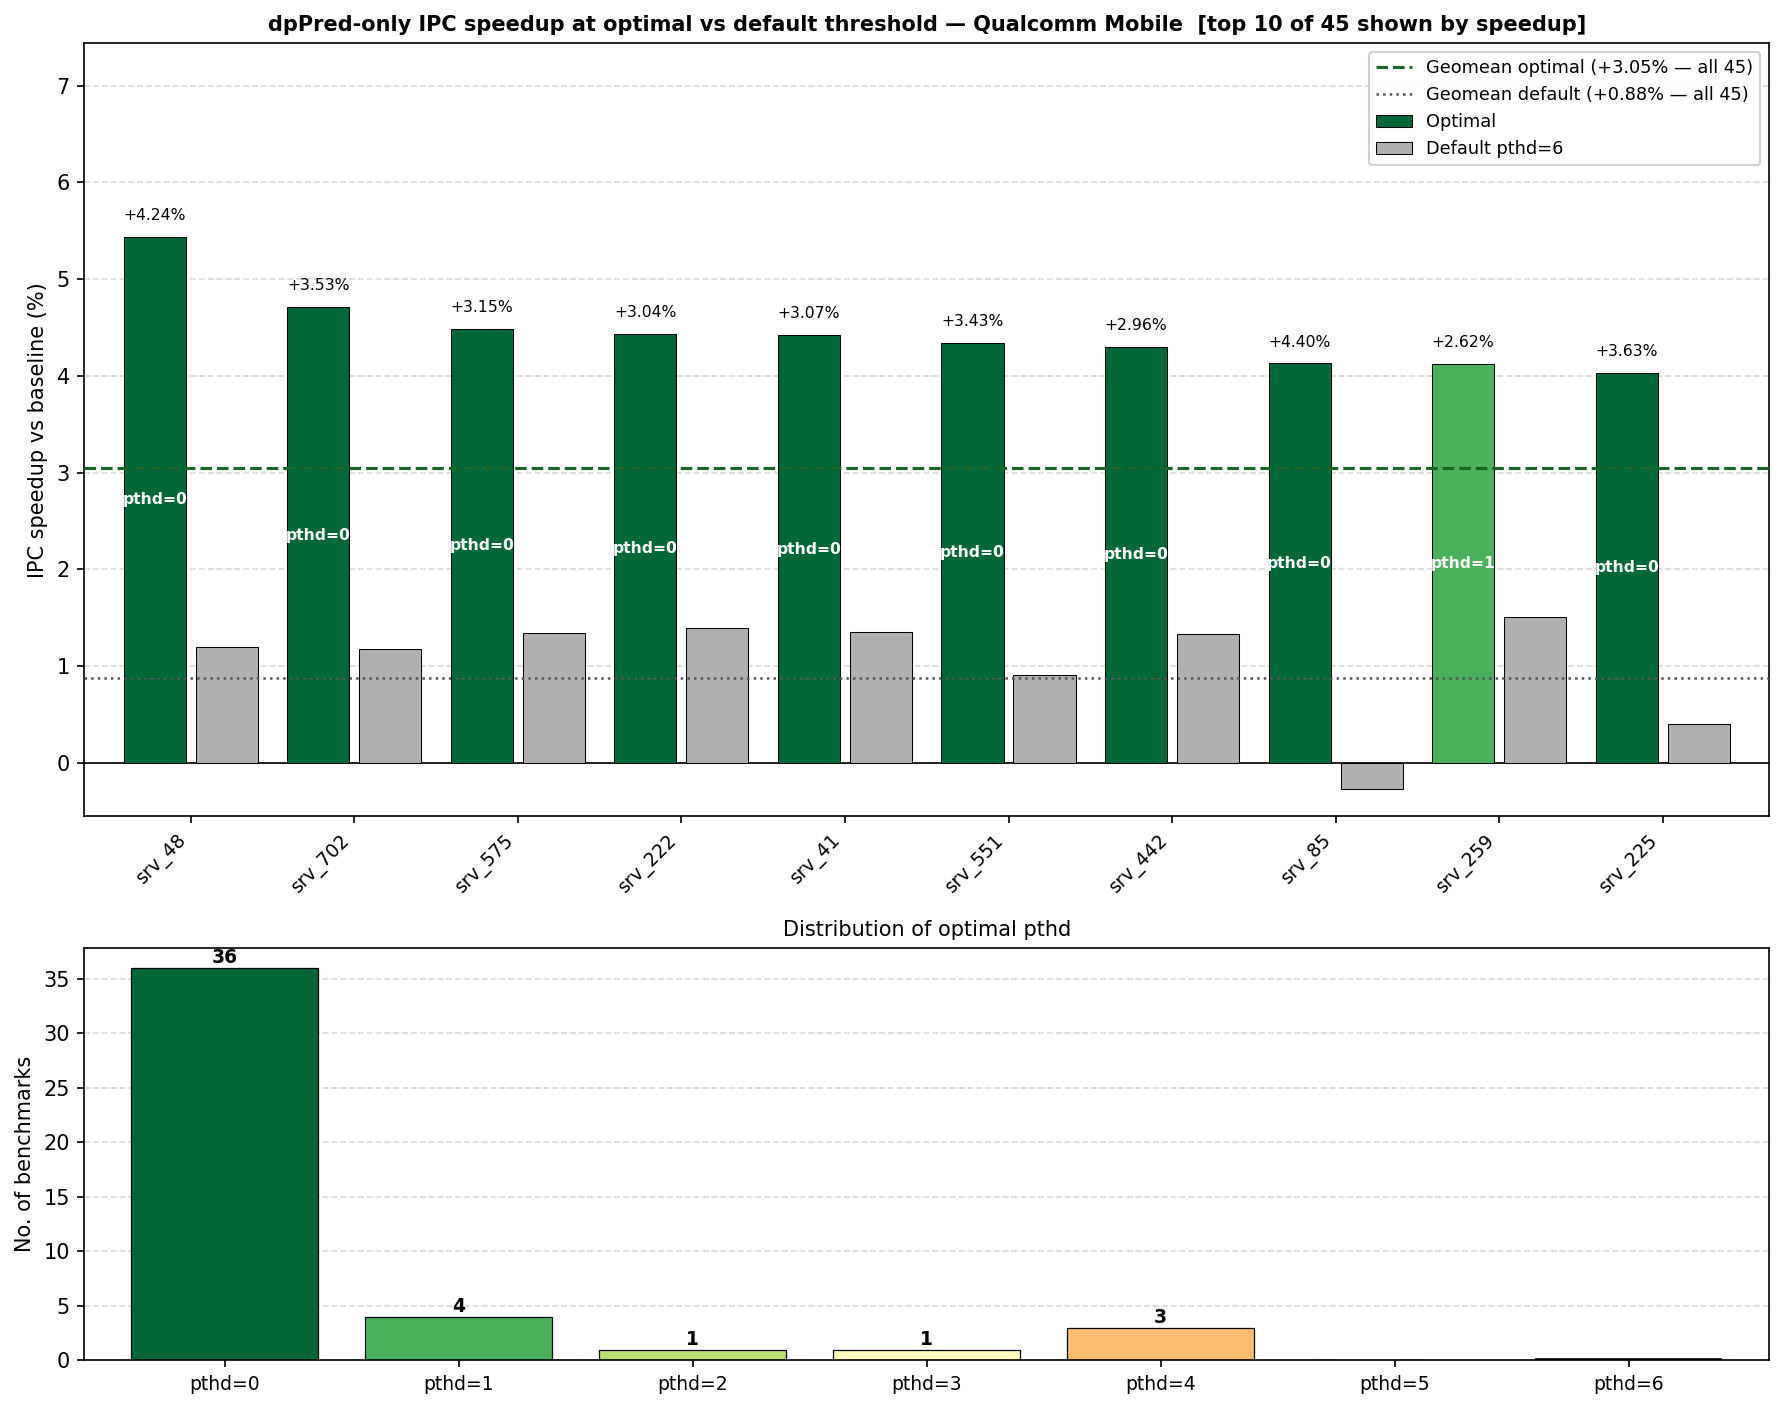 dpPred-only IPC speedup at optimal vs default threshold — Qualcomm Mobile  [top 10 of 45 shown by speedup]
Geomean optimal (+3.05% — all 45)
Geomean default (+0.88% — all 45)
Optimal
Default pthd=6
IPC speedup vs baseline (%)
7
6
5
4
3
2
1
0
+4.24%
+3.53%
+3.15%
+3.04%
+3.07%
+3.43%
+2.96%
+4.40%
+2.62%
+3.63%
pthd=0
pthd=0
pthd=0
pthd=0
pthd=0
pthd=0
pthd=0
pthd=0
pthd=1
pthd=0
srv_48
srv_702
srv_575
srv_222
srv_41
srv_551
srv_442
srv_85
srv_259
srv_225
Distribution of optimal pthd
No. of benchmarks
35
30
25
20
15
10
5
0
36
4
1
1
3
pthd=0
pthd=1
pthd=2
pthd=3
pthd=4
pthd=5
pthd=6